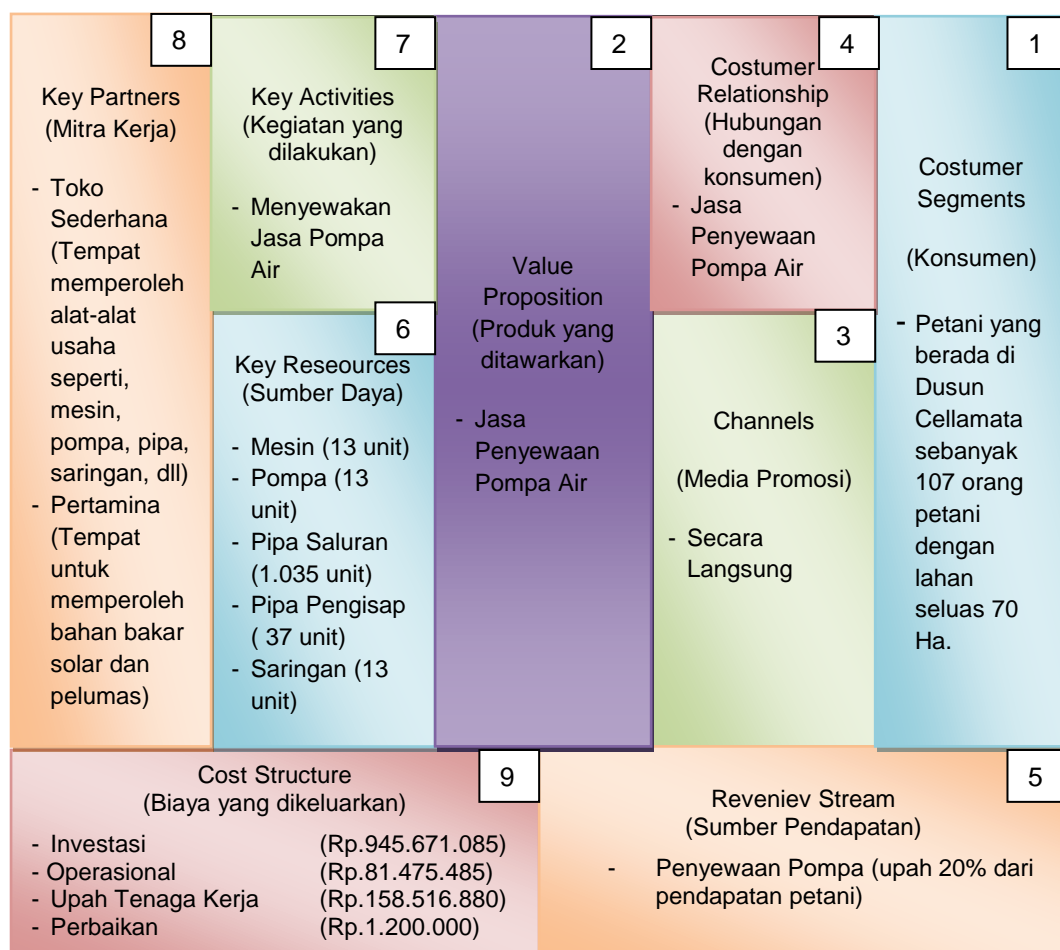 8
Key Partners
(Mitra Kerja)
- Toko
Sederhana
(Tempat
memperoleh
alat-alat
usaha
seperti,
mesin,
pompa, pipa,
saringan, dll)
- Pertamina
(Tempat
untuk
memperoleh
bahan bakar
solar dan
pelumas)
7
Key Activities
(Kegiatan yang
dilakukan)
- Menyewakan
Jasa Pompa
Air
6
Key Reseources
(Sumber Daya)
- Mesin (13 unit)
- Pompa (13
unit)
- Pipa Saluran
(1.035 unit)
- Pipa Pengisap
( 37 unit)
- Saringan (13
unit)
2
Value
Proposition
(Produk yang
ditawarkan)
- Jasa
Penyewaan
Pompa Air
4
Costumer
Relationship
(Hubungan
dengan
konsumen)
- Jasa
Penyewaan
Pompa Air
3
Channels
(Media Promosi)
- Secara
Langsung
1
Costumer
Segments
(Konsumen)
- Petani yang
berada di
Dusun
Cellamata
sebanyak
107 orang
petani
dengan
lahan
seluas 70
Ha.
9
Cost Structure
(Biaya yang dikeluarkan)
- Investasi (Rp.945.671.085)
- Operasional (Rp.81.475.485)
- Upah Tenaga Kerja (Rp.158.516.880)
- Perbaikan (Rp.1.200.000)
5
Reveniev Stream
(Sumber Pendapatan)
- Penyewaan Pompa (upah 20% dari
pendapatan petani)